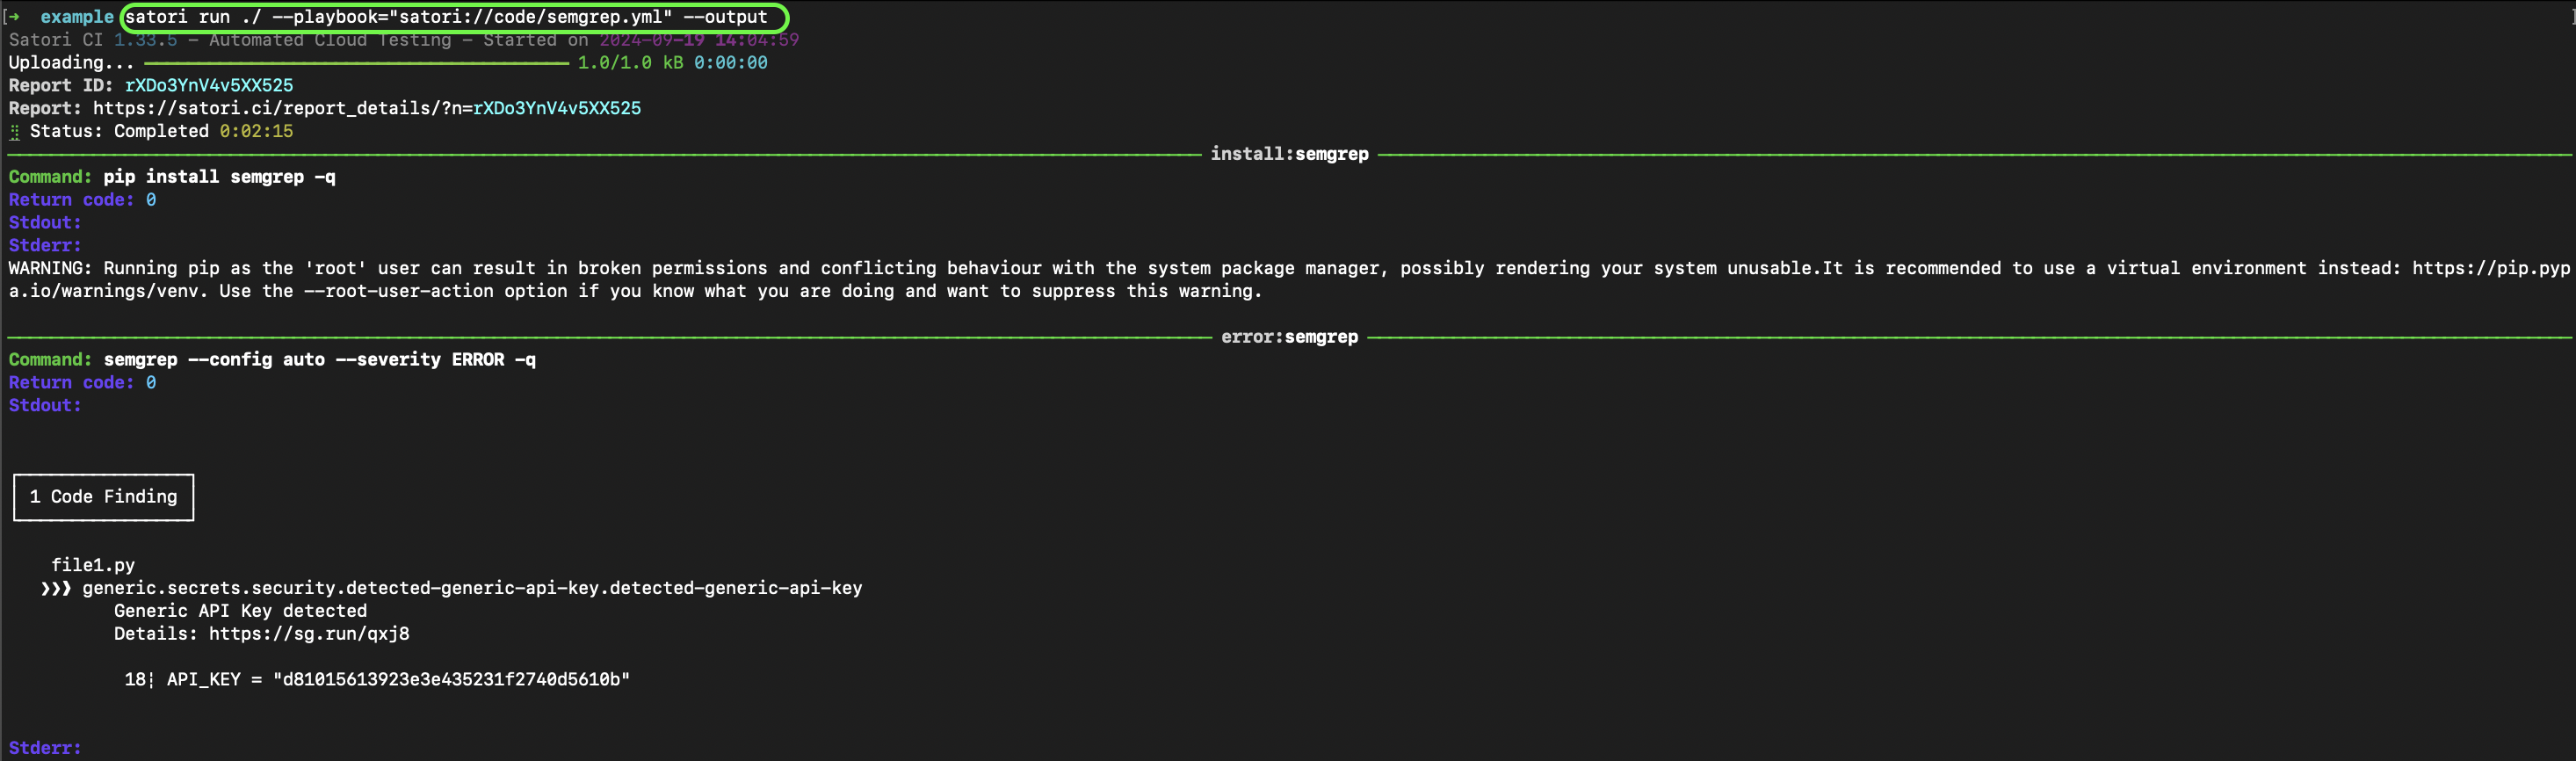 [➜  example satori run ./ --playbook="satori://code/semgrep.yml" --output ]
Satori CI 1.33.5 – Automated Cloud Testing – Started on 2024-09-19 14:04:59
Uploading... 1.0/1.0 kB 0:00:00
Report ID: rXDo3YnV4v5XX525
Report: https://satori.ci/report_details/?n=rXDo3YnV4v5XX525
Status: Completed 0:02:15
install:semgrep
Command: pip install semgrep -q
Return code: 0
Stdout:
Stderr:
WARNING: Running pip as the 'root' user can result in broken permissions and conflicting behaviour with the system package manager, possibly rendering your system unusable.It is recommended to use a virtual environment instead: https://pip.pyp
a.io/warnings/venv. Use the --root-user-action option if you know what you are doing and want to suppress this warning.
error:semgrep
Command: semgrep --config auto --severity ERROR -q
Return code: 0
Stdout:
1 Code Finding
file1.py
❯❯❱ generic.secrets.security.detected-generic-api-key.detected-generic-api-key
Generic API Key detected
Details: https://sg.run/qxj8
18┆ API_KEY = "d81015613923e3e435231f2740d5610b"
Stderr: